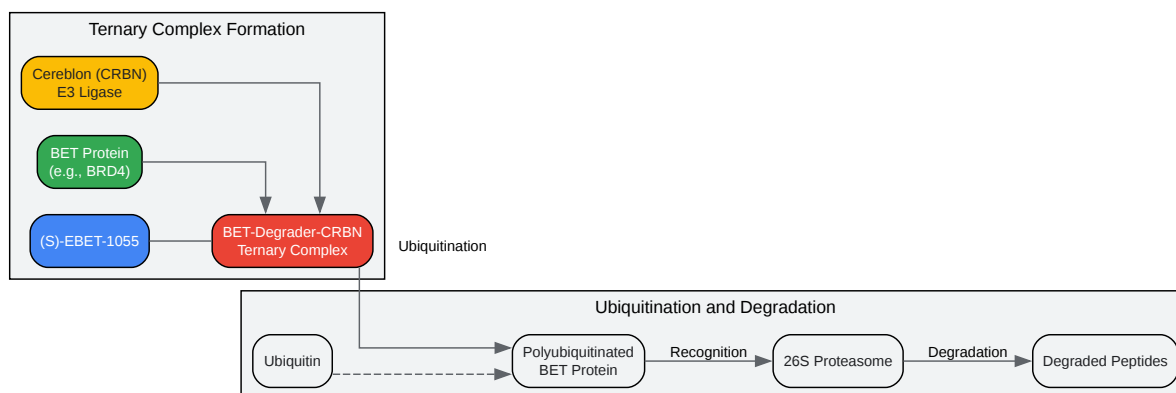 Ternary Complex Formation
Cereblon (CRBN)
E3 Ligase
BET Protein
(e.g., BRD4)
(S)-EBET-1055
BET-Degrader-CRBN
Ternary Complex
Ubiquitination
Ubiquitination and Degradation
Ubiquitin
Polyubiquitinated
BET Protein
Recognition
26S Proteasome
Degradation
Degraded Peptides